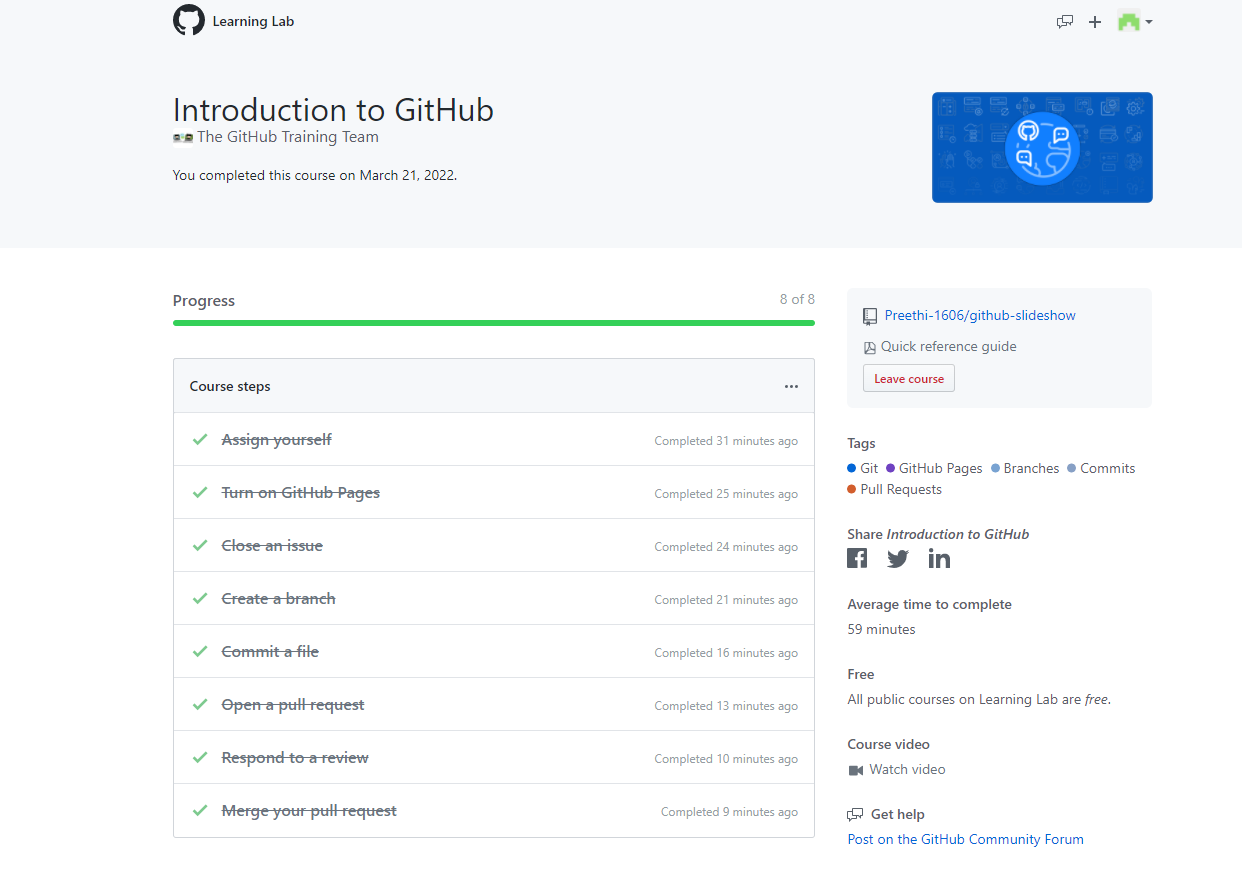 Learning Lab
Introduction to GitHub
The GitHub Training Team
You completed this course on March 21, 2022.
Progress
8 of 8
Course steps
Assign yourself
Completed 31 minutes ago
Turn on GitHub Pages
Completed 25 minutes ago
Close an issue
Completed 24 minutes ago
Create a branch
Completed 21 minutes ago
Commit a file
Completed 16 minutes ago
Open a pull request
Completed 13 minutes ago
Respond to a review
Completed 10 minutes ago
Merge your pull request
Completed 9 minutes ago
Preethi-1606/github-slideshow
Quick reference guide
Leave course
Tags
Git GitHub Pages Branches Commits
Pull Requests
Share Introduction to GitHub
Average time to complete
59 minutes
Free
All public courses on Learning Lab are free.
Course video
Watch video
Get help
Post on the GitHub Community Forum